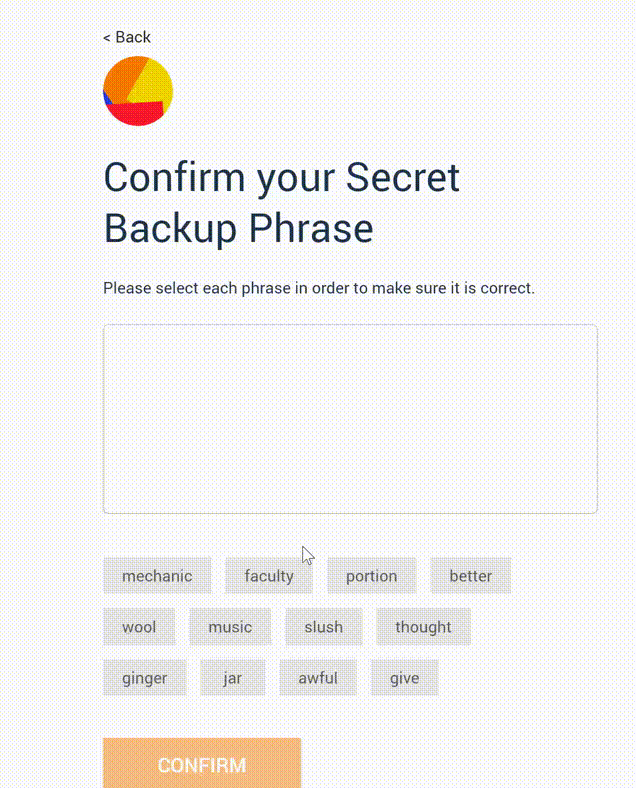 < Back
Confirm your Secret
Backup Phrase
Please select each phrase in order to make sure it is correct.
mechanic faculty portion better
wool music slush thought
ginger jar awful give
CONFIRM